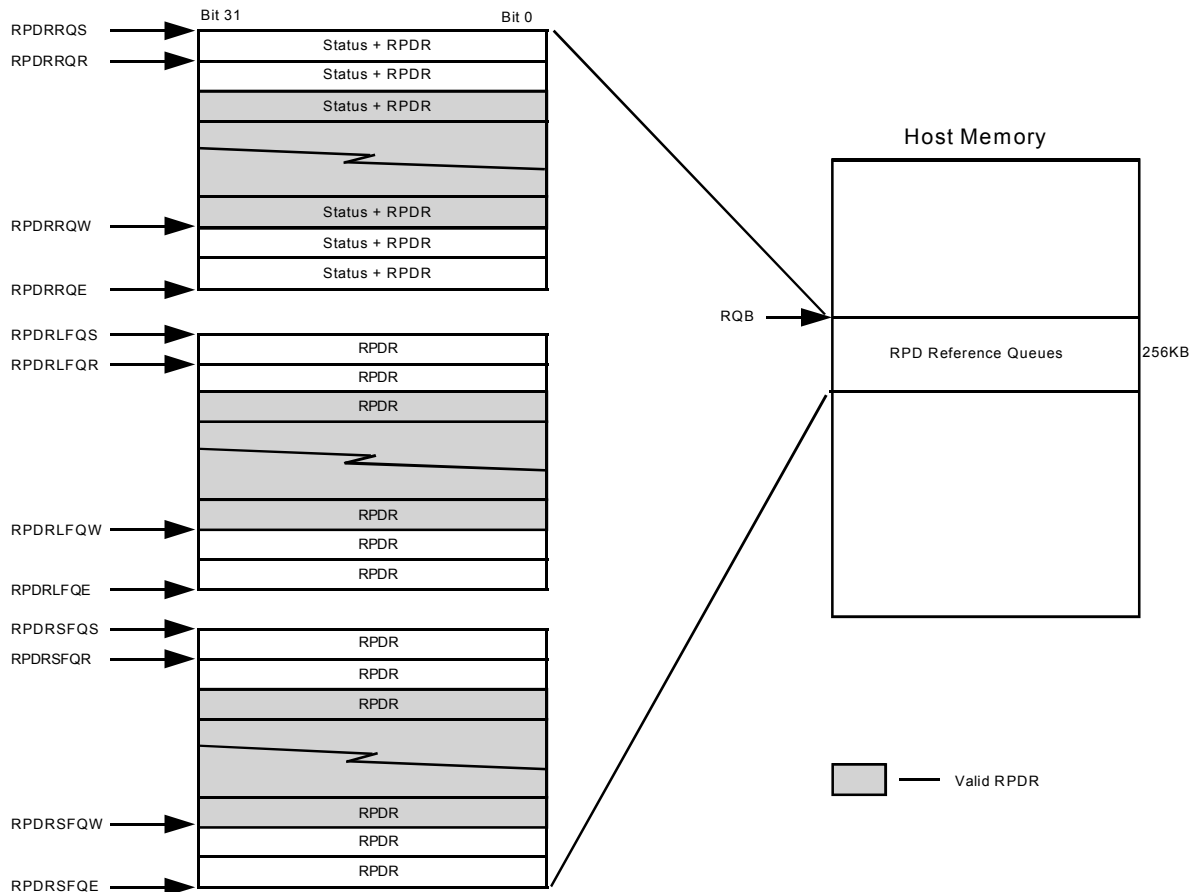 Bit 31 Bit 0
RPDRRQS
Status + RPDR
RPDRRQR
Status + RPDR
Status + RPDR
Status + RPDR
RPDRRQW
Status + RPDR
Status + RPDR
RPDRRQE
RPDRLFQS
RPDR
RPDRLFQR
RPDR
RPDR
RPDR
RPDRLFQW
RPDR
RPDR
RPDRLFQE
RPDRSFQS
RPDR
RPDRSFQR
RPDR
RPDR
RPDR
RPDRSFQW
RPDR
RPDR
RPDRSFQE
Host Memory
RQB
RPD Reference Queues
256KB
Valid RPDR